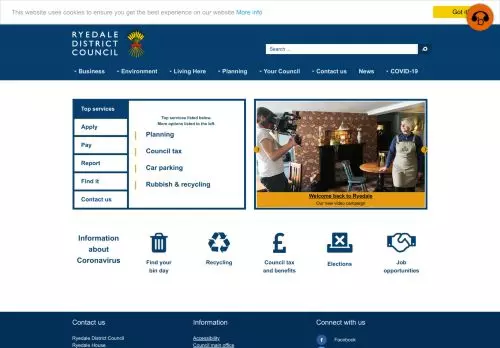 This website uses cookies to ensure you get the best experience on our website More info
Got it
RYEDALE
DISTRICT
COUNCIL
Search
Business
Environment
Living Here
Planning
Your Council
Contact us
News
COVID-19
Top services
Apply
Pay
Report
Find it
Contact us
Top services listed below.
More options listed to the left.
Planning
Council tax
Car parking
Rubbish & recycling
Welcome back to Ryedale
Our new video campaign
Information
about
Coronavirus
Find your
bin day
Recycling
Council tax
and benefits
Elections
Job
opportunities
Contact us
Ryedale District Council
Ryedale House
Information
Accessibility
Council main office
Connect with us
Facebook